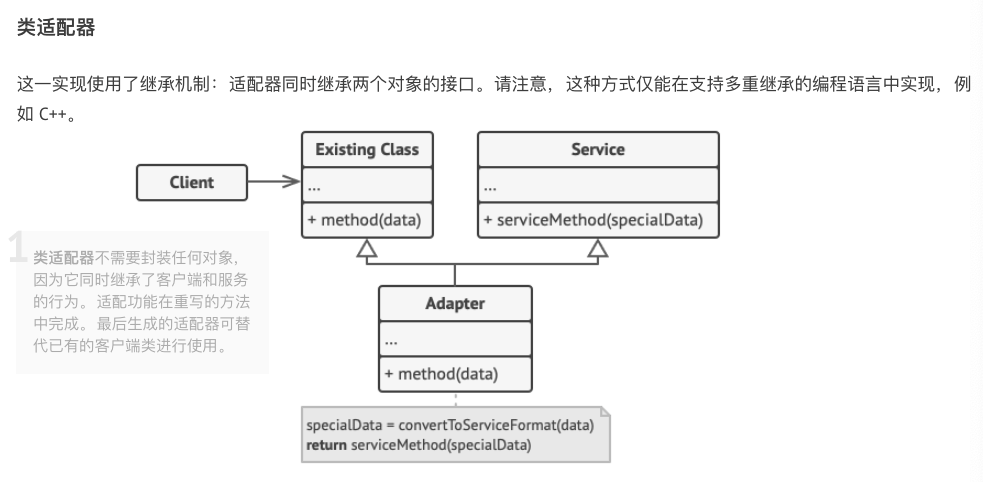 类适配器
这一实现使用了继承机制： 适配器同时继承两个对象的接口。请注意， 这种方式仅能在支持多重继承的编程语言中实现， 例
如 C++。
Existing Class
Service
Client
...
...
+ method(data)
+ serviceMethod(specialData)
1
类适配器不需要封装任何对象，
因为它同时继承了客户端和服务
的行为。适配功能在重写的方法
中完成。最后生成的适配器可替
代已有的客户端类进行使用。
Adapter
...
+ method(data)
specialData = convertToServiceFormat(data)
return serviceMethod(specialData)